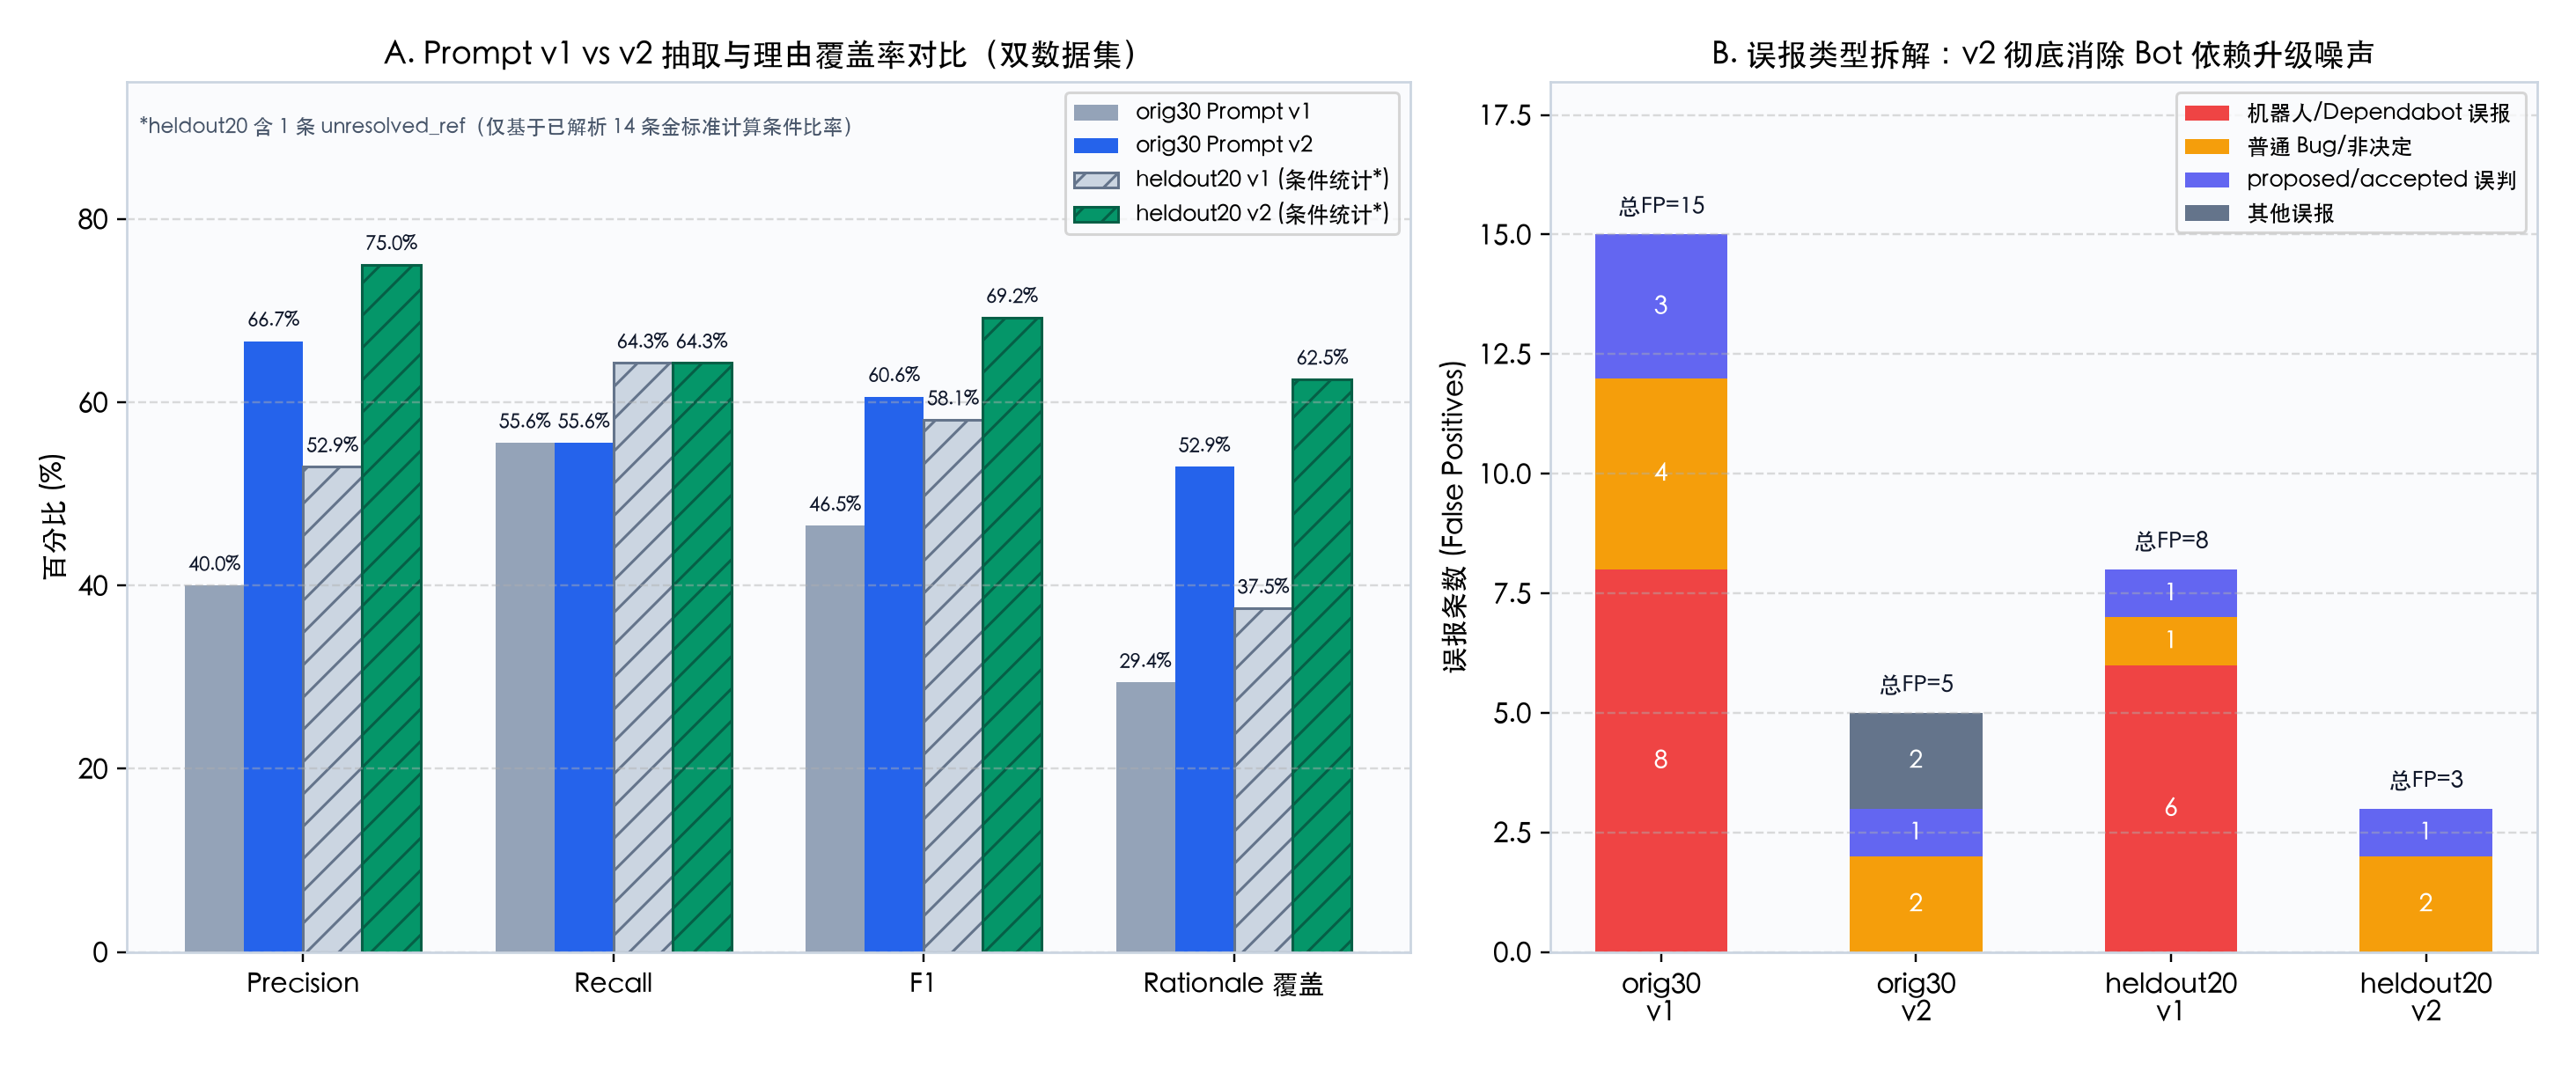 A. Prompt v1 vs v2 抽取与理由覆盖率对比（双数据集）
*heldout20 含 1 条 unresolved_ref（仅基于已解析 14 条金标准计算条件比率）
orig30 Prompt v1
orig30 Prompt v2
heldout20 v1 (条件统计*)
heldout20 v2 (条件统计*)
百分比 (%)
80
60
40
20
0
40.0%
66.7%
52.9%
75.0%
55.6%
55.6%
64.3%
64.3%
46.5%
60.6%
58.1%
69.2%
29.4%
52.9%
37.5%
62.5%
Precision
Recall
F1
Rationale 覆盖
B. 误报类型拆解：v2 彻底消除 Bot 依赖升级噪声
机器人/Dependabot 误报
普通 Bug/非决定
proposed/accepted 误判
其他误报
误报条数 (False Positives)
17.5
15.0
12.5
10.0
7.5
5.0
2.5
0.0
总FP=15
3
4
8
总FP=5
2
1
2
总FP=8
1
1
6
总FP=3
1
2
orig30
v1
orig30
v2
heldout20
v1
heldout20
v2